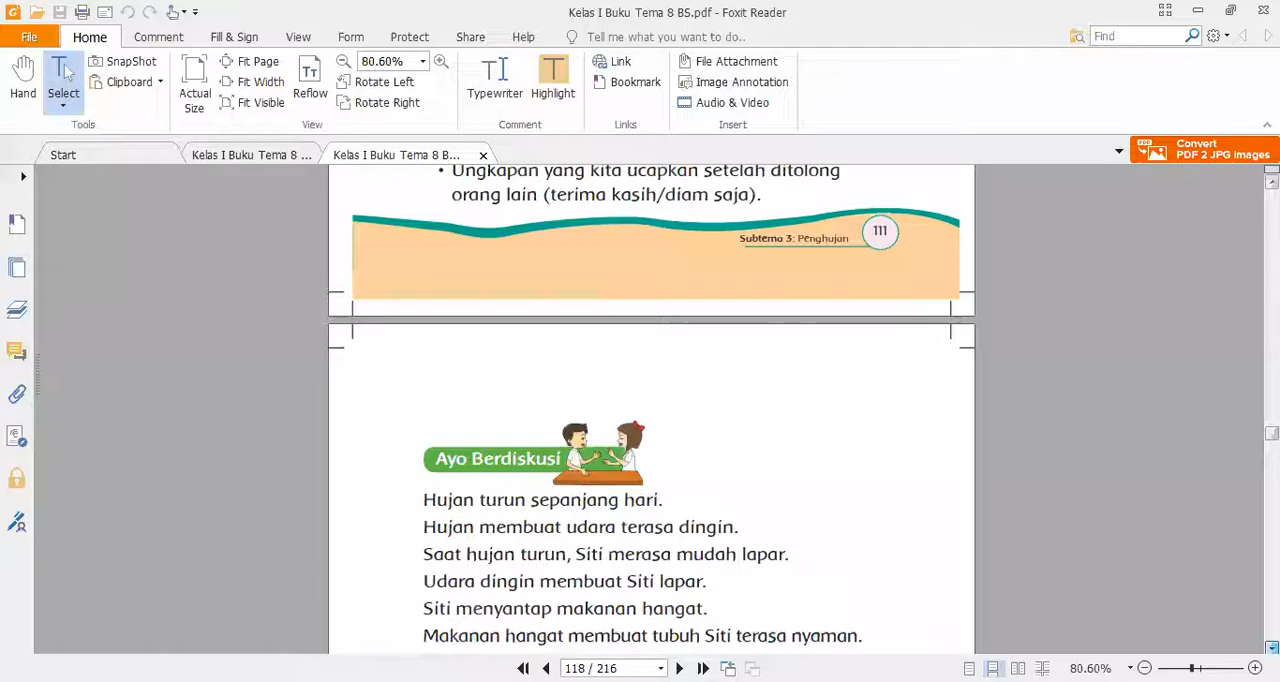 Kelas I Buku Tema 8 BS.pdf - Foxit Reader
File Home Comment Fill & Sign View Form Protect Share Help Tell me what you want to do.. Find
SnapShot
Clipboard
Hand Select
Actual Size
Fit Page
Fit Width
Fit Visible
Reflow
80.60%
Rotate Left
Rotate Right
Typewriter Highlight
Link
Bookmark
File Attachment
Image Annotation
Audio & Video
Tools View Comment Links Insert
Start Kelas I Buku Tema 8 ... Kelas I Buku Tema 8 B...
Convert
PDF 2 JPG Images
• Ungkapan yang kita ucapkan setelah ditolong
orang lain (terima kasih/diam saja).
Subtema 3: Penghujan 111
Ayo Berdiskusi
Hujan turun sepanjang hari.
Hujan membuat udara terasa dingin.
Saat hujan turun, Siti merasa mudah lapar.
Udara dingin membuat Siti lapar.
Siti menyantap makanan hangat.
Makanan hangat membuat tubuh Siti terasa nyaman.
118 / 216 80.60%